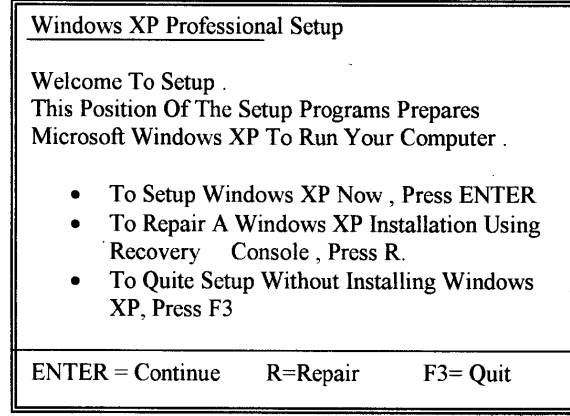 Windows XP Professional Setup
Welcome To Setup .
This Position Of The Setup Programs Prepares
Microsoft Windows XP To Run Your Computer .
• To Setup Windows XP Now , Press ENTER
• To Repair A Windows XP Installation Using
Recovery Console , Press R.
• To Quite Setup Without Installing Windows
XP, Press F3
ENTER = Continue R=Repair F3= Quit